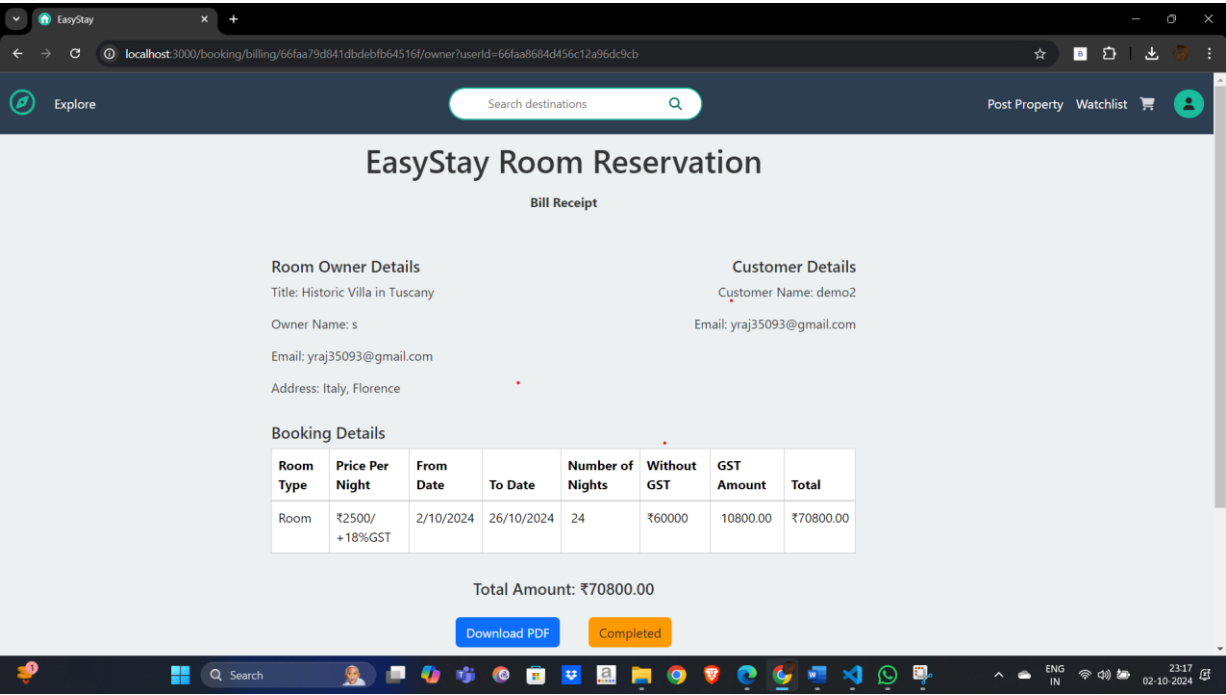 EasyStay
localhost:3000/booking/billing/66faa79d841dbdebfb64516f/owner?userId=66faa8684d456c12a96dc9cb
B
Explore
Search destinations
Post Property Watchlist
EasyStay Room Reservation
Bill Receipt
Room Owner Details
Title: Historic Villa in Tuscany
Owner Name: s
Email: yraj35093@gmail.com
Address: Italy, Florence
Customer Details
Customer Name: demo2
Email: yraj35093@gmail.com
Booking Details
Room Type Price Per Night From Date To Date Number of Nights Without GST GST Amount Total
Room ₹2500/ +18%GST 2/10/2024 26/10/2024 24 ₹60000 10800.00 ₹70800.00
Total Amount: ₹70800.00
Download PDF Completed
1
Search
a
W
ENG
IN
23:17
02-10-2024